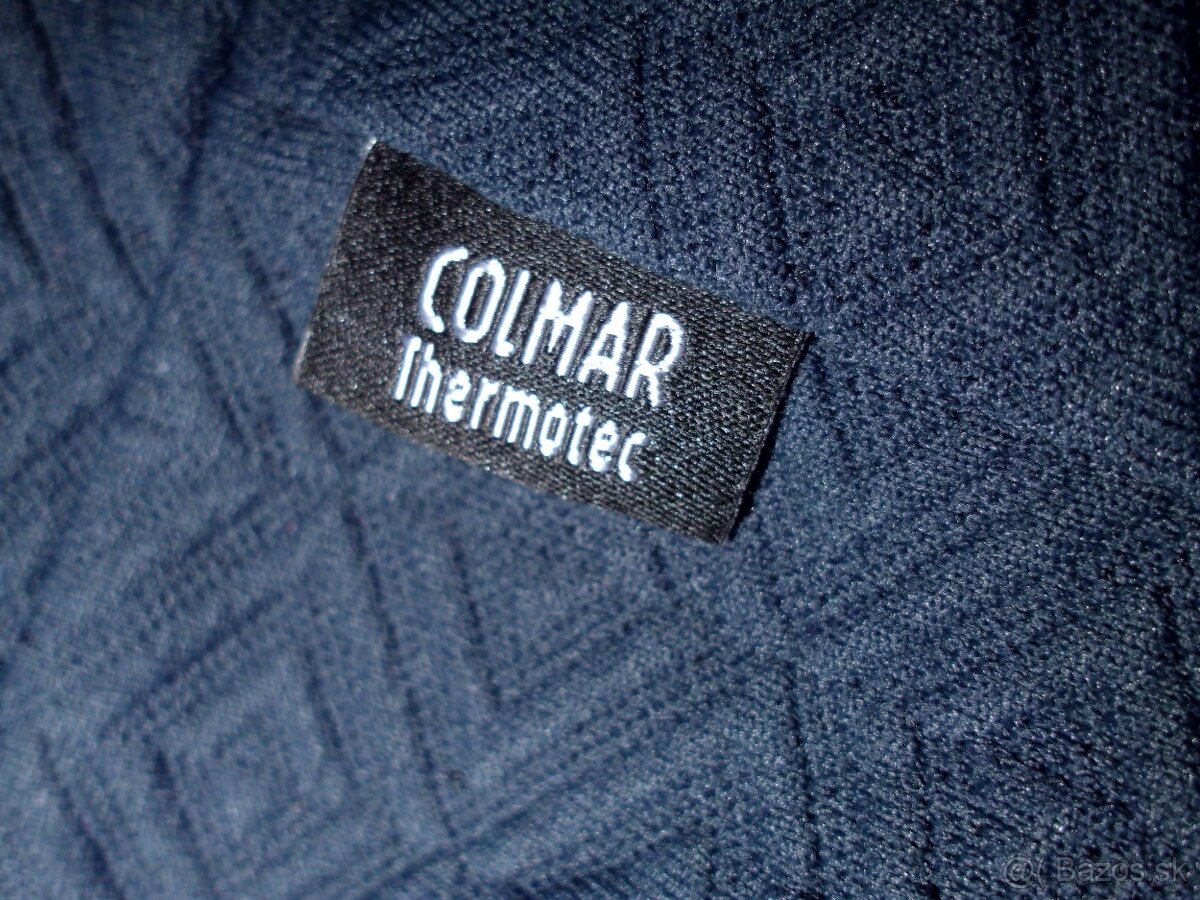 COLMAR
Thermotec
@( Bazos.sk